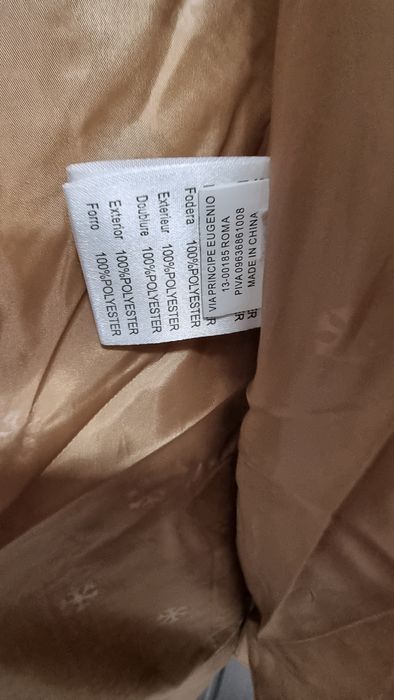 Fodera 100%POLYESTER
Exterieur 100%POLYESTER
Doublure 100%POLYESTER
Exterior 100%POLYESTER
Forro 100%POLYESTER
VIA PRINCIPE EUGENIO
13-00185 ROMA
MADE IN CHINA